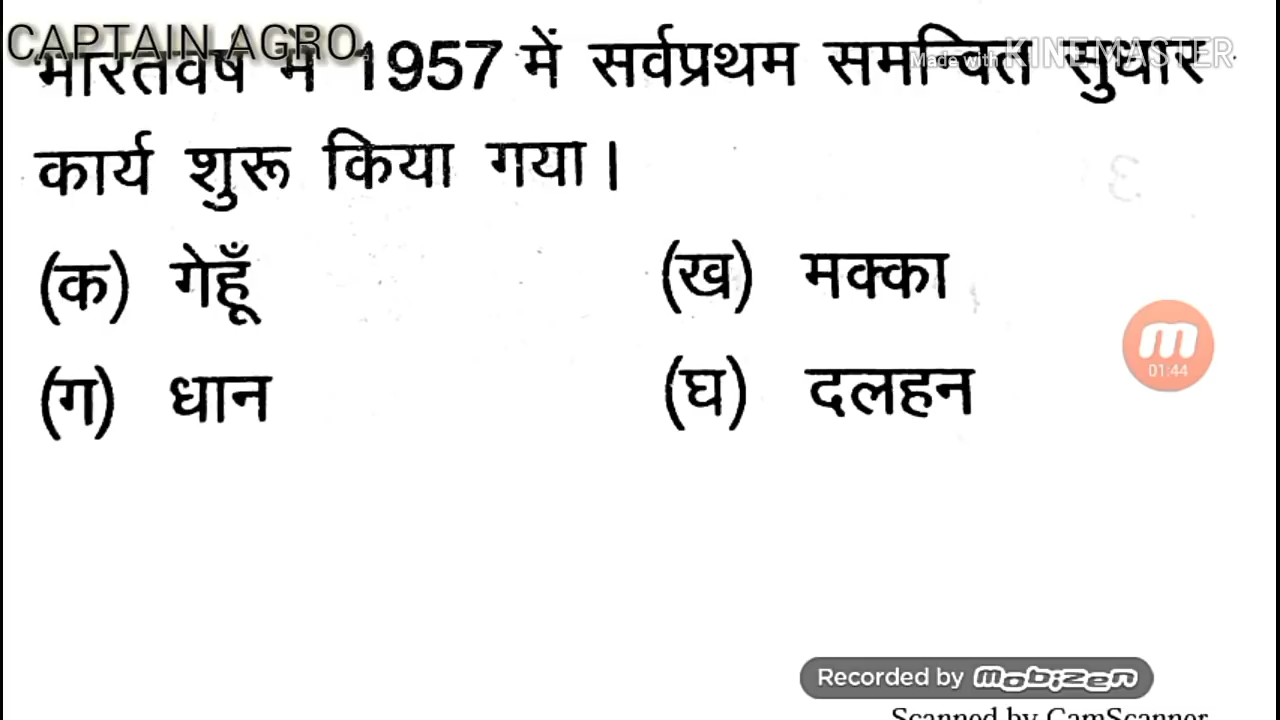 CAPTAIN AGRO.
भारतवर्ष में 1957 में सर्वप्रथम समन्वित सुधार
Made with KINEMASTER
कार्य शुरू किया गया।
(क) गेहूँ (ख) मक्का
01:44
(ग) धान (घ) दलहन
Recorded by mobizen
Scanned by CamScanner